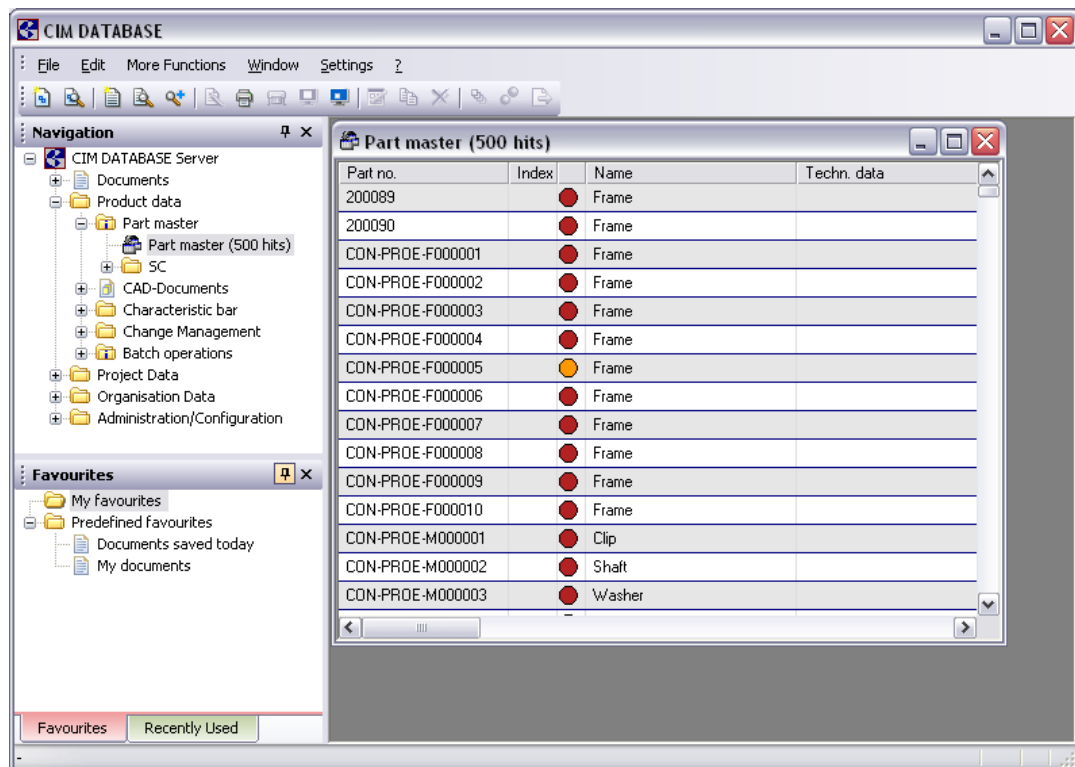 CIM DATABASE
File Edit More Functions Window Settings ?
Navigation
CIM DATABASE Server
Documents
Product data
Part master
Part master (500 hits)
SC
CAD-Documents
Characteristic bar
Change Management
Batch operations
Project Data
Organisation Data
Administration/Configuration
Favourites
My favourites
Predefined favourites
Documents saved today
My documents
Favourites Recently Used
-
Part master (500 hits)
Part no. Index Name Techn. data
200089 Frame
200090 Frame
CON-PROE-F000001 Frame
CON-PROE-F000002 Frame
CON-PROE-F000003 Frame
CON-PROE-F000004 Frame
CON-PROE-F000005 Frame
CON-PROE-F000006 Frame
CON-PROE-F000007 Frame
CON-PROE-F000008 Frame
CON-PROE-F000009 Frame
CON-PROE-F000010 Frame
CON-PROE-M000001 Clip
CON-PROE-M000002 Shaft
CON-PROE-M000003 Washer